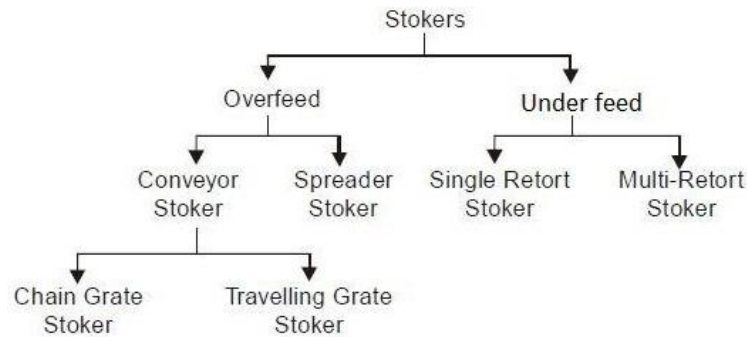 Stokers
Overfeed
Under feed
Conveyor
Stoker
Spreader
Stoker
Single Retort
Stoker
Multi-Retort
Stoker
Chain Grate
Stoker
Travelling Grate
Stoker